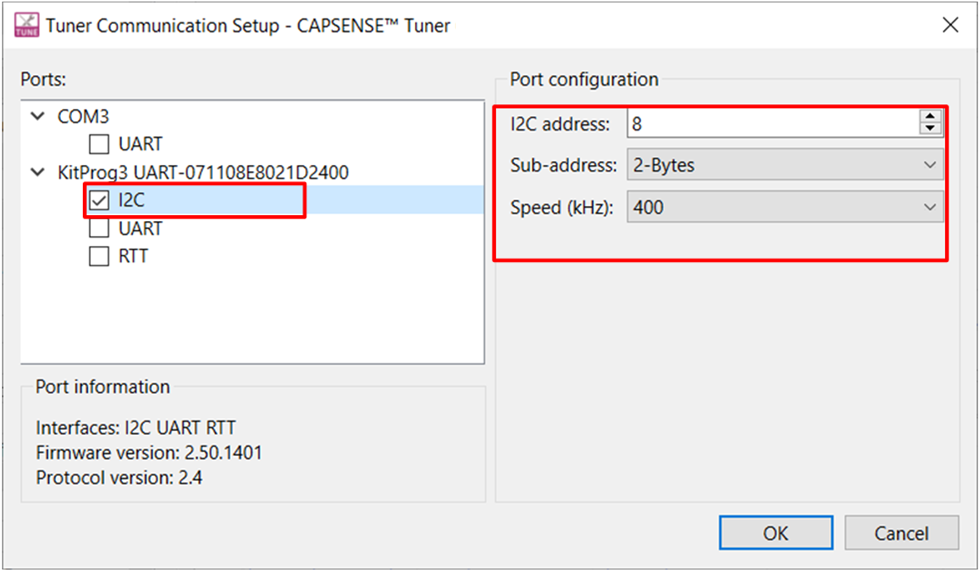 TUNE
Tuner Communication Setup - CAPSENSE™ Tuner
Ports:
COM3
UART
KitProg3 UART-071108E8021D2400
I2C
UART
RTT
Port information
Interfaces: I2C UART RTT
Firmware version: 2.50.1401
Protocol version: 2.4
Port configuration
I2C address: 8
Sub-address: 2-Bytes
Speed (kHz): 400
OK Cancel